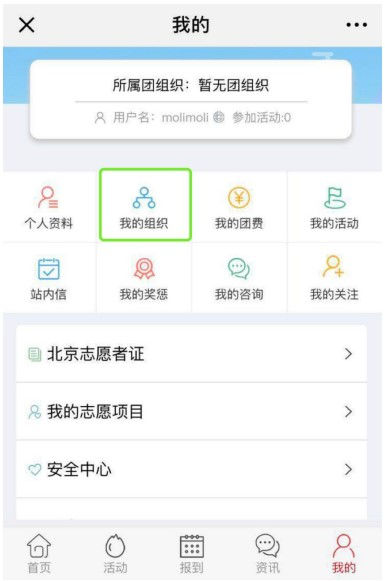 我的
所属团组织：暂无团组织
用户名：molimoli 参加活动:0
个人资料 我的组织 我的团费 我的活动
站内信 我的奖惩 我的咨询 我的关注
北京志愿者证
我的志愿项目
安全中心
首页 活动 报到 资讯 我的